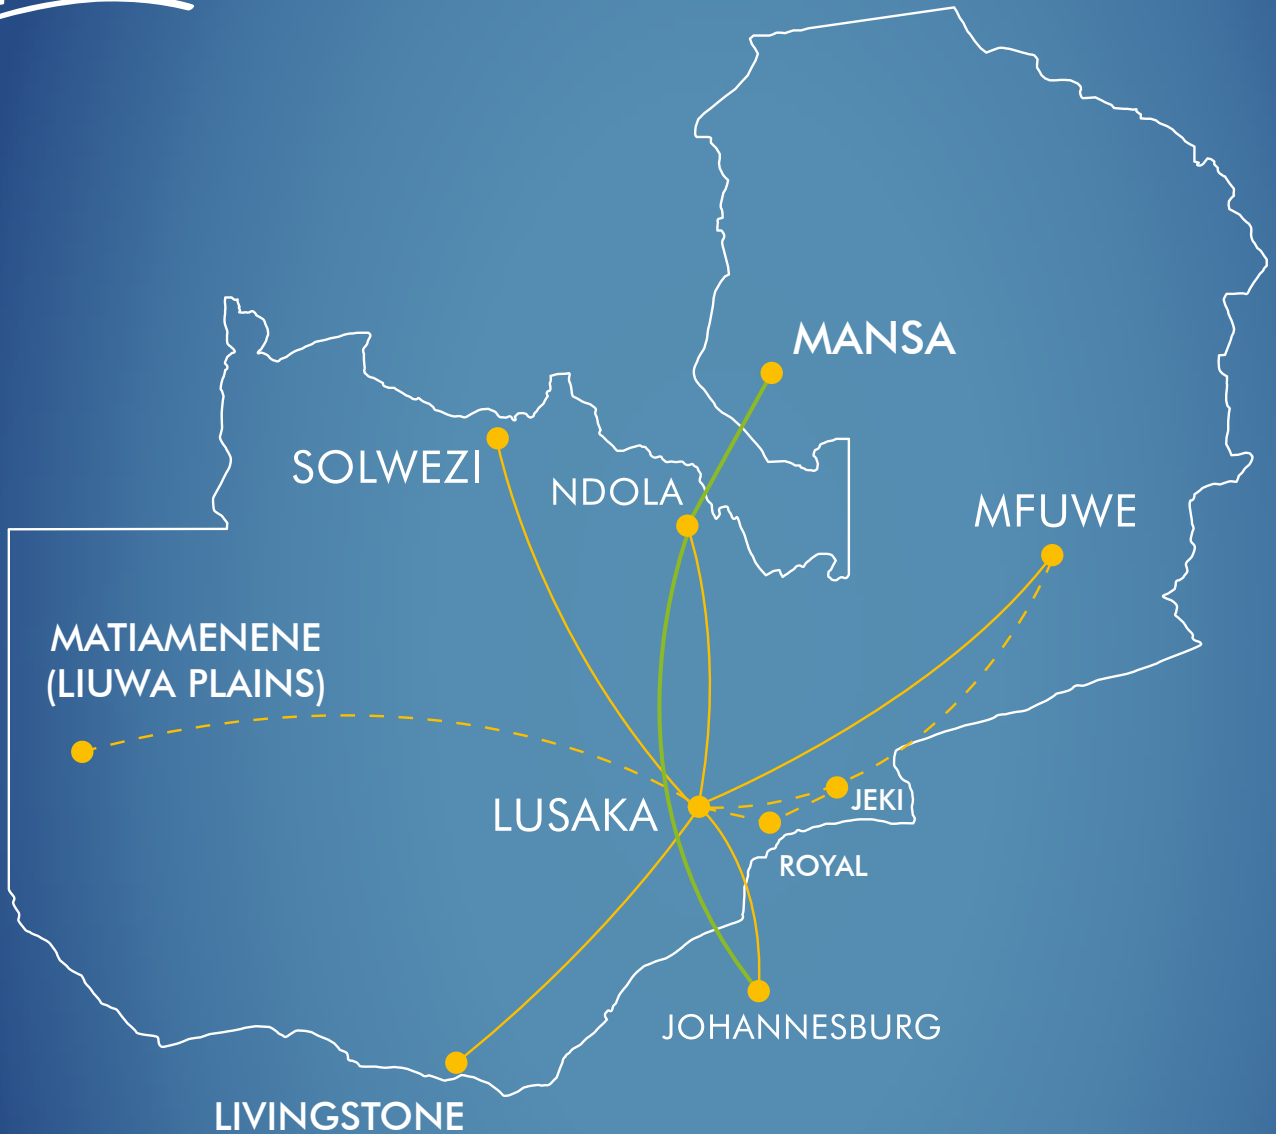 MANSA
SOLWEZI
NDOLA
MFUWE
MATIAMENENE
(LIUWA PLAINS)
LUSAKA
JEKI
ROYAL
JOHANNESBURG
LIVINGSTONE